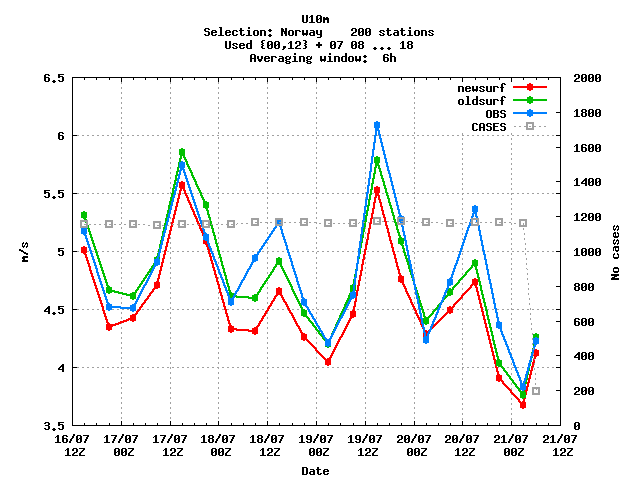 U10m
Selection: Norway    200 stations
Used {00,12} + 07 08 ... 18
Averaging window:  6h
6.5
6
5.5
5
4.5
4
3.5
m/s
newsurf
oldsurf
OBS
CASES
2000
1800
1600
1400
1200
1000
800
600
400
200
0
No cases
16/07 17/07 17/07 18/07 18/07 19/07 19/07 20/07 20/07 21/07 21/07
12Z 00Z 12Z 00Z 12Z 00Z 12Z 00Z 12Z 00Z 12Z
Date